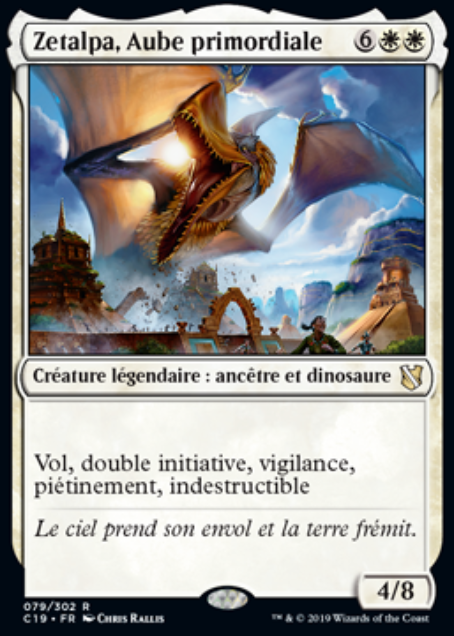 Zetalpa, Aube primordiale 6
Créature légendaire : ancêtre et dinosaure
Vol, double initiative, vigilance,
piétinement, indestructible
Le ciel prend son envol et la terre frémit.
4/8
079/302 R
C19 • FR Chris Rallis
™ & © 2019 Wizards of the Coast